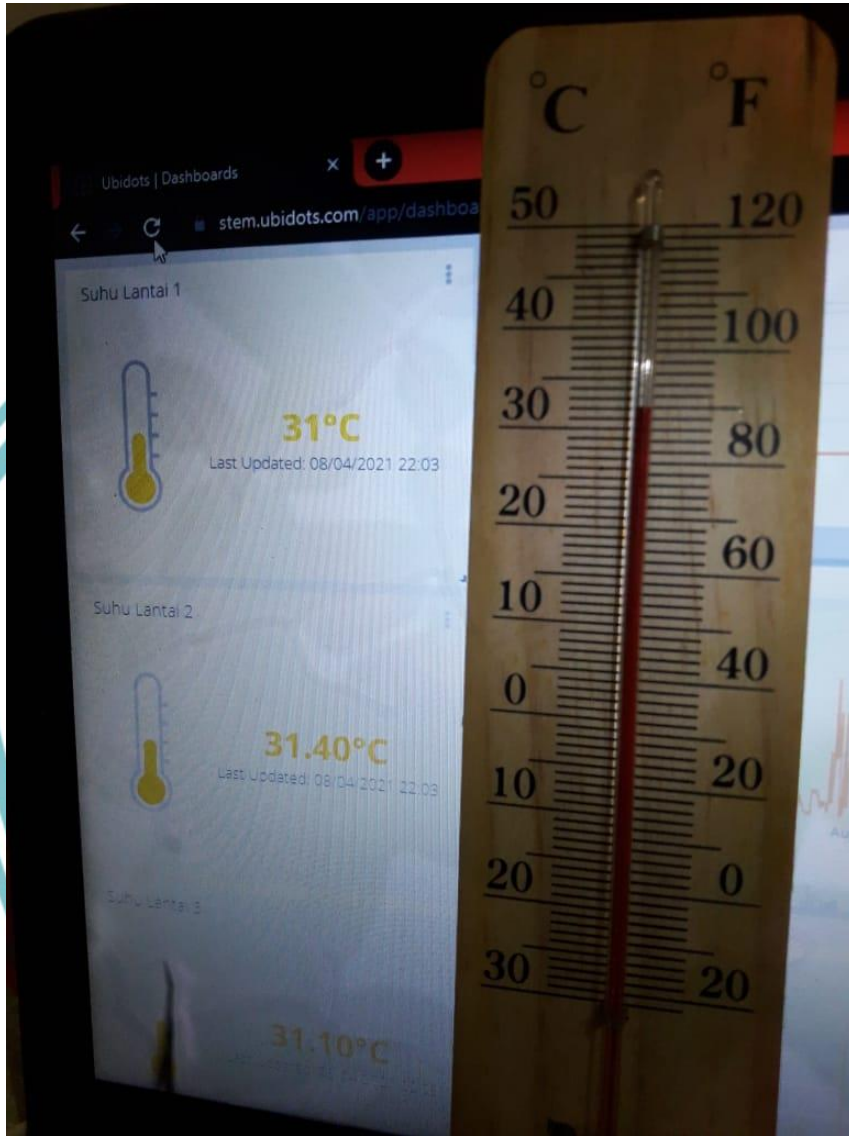 Ubidots | Dashboards
stem.ubidots.com/app/dashboa
Suhu Lantai 1
31°C
Last Updated: 08/04/2021 22:03
Suhu Lantai 2
31.40°C
Last Updated: 08/04/2021 22:03
Suhu Lantai 3
31.10°C
°C °F
50 120
40 100
30 80
20 60
10 40
0 20
10 0
20 20
30